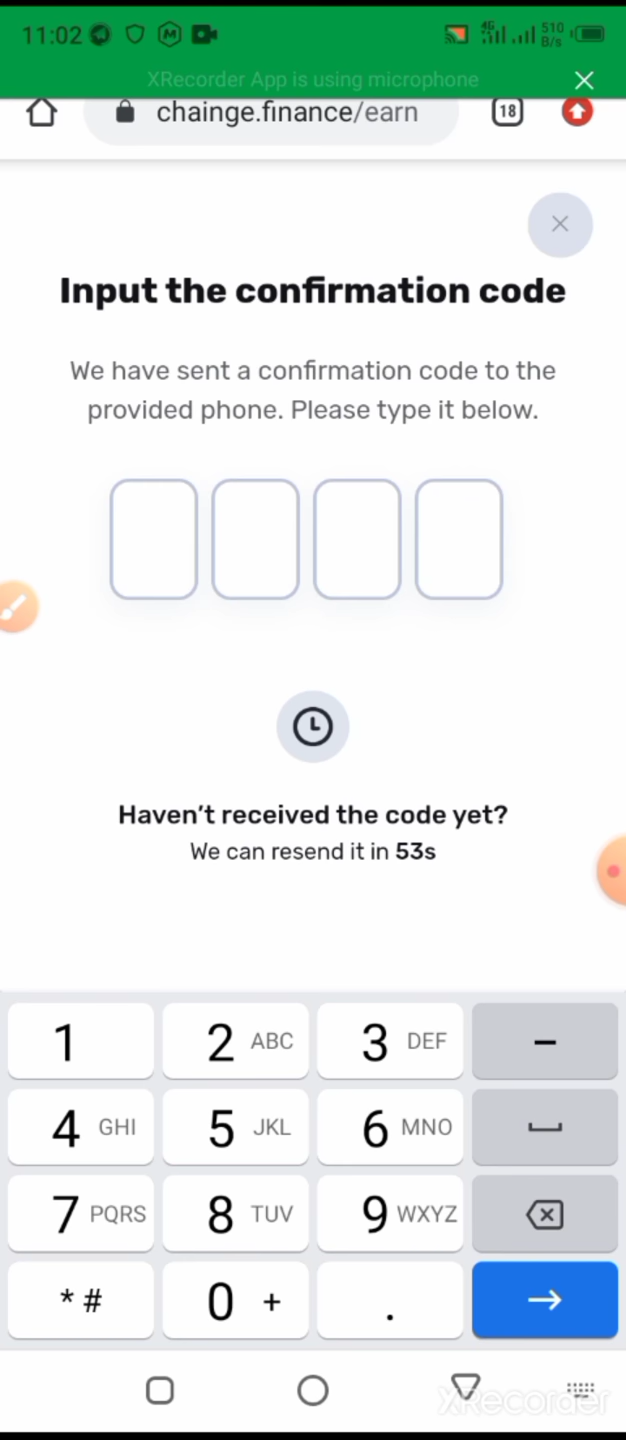 11:02
4G
510
B/s
XRecorder App is using microphone
chainge.finance/earn
18
Input the confirmation code
We have sent a confirmation code to the
provided phone. Please type it below.
Haven't received the code yet?
We can resend it in 53s
1
2 ABC
3 DEF
–
4 GHI
5 JKL
6 MNO
7 PQRS
8 TUV
9 WXYZ
* #
0 +
.
XRecorder